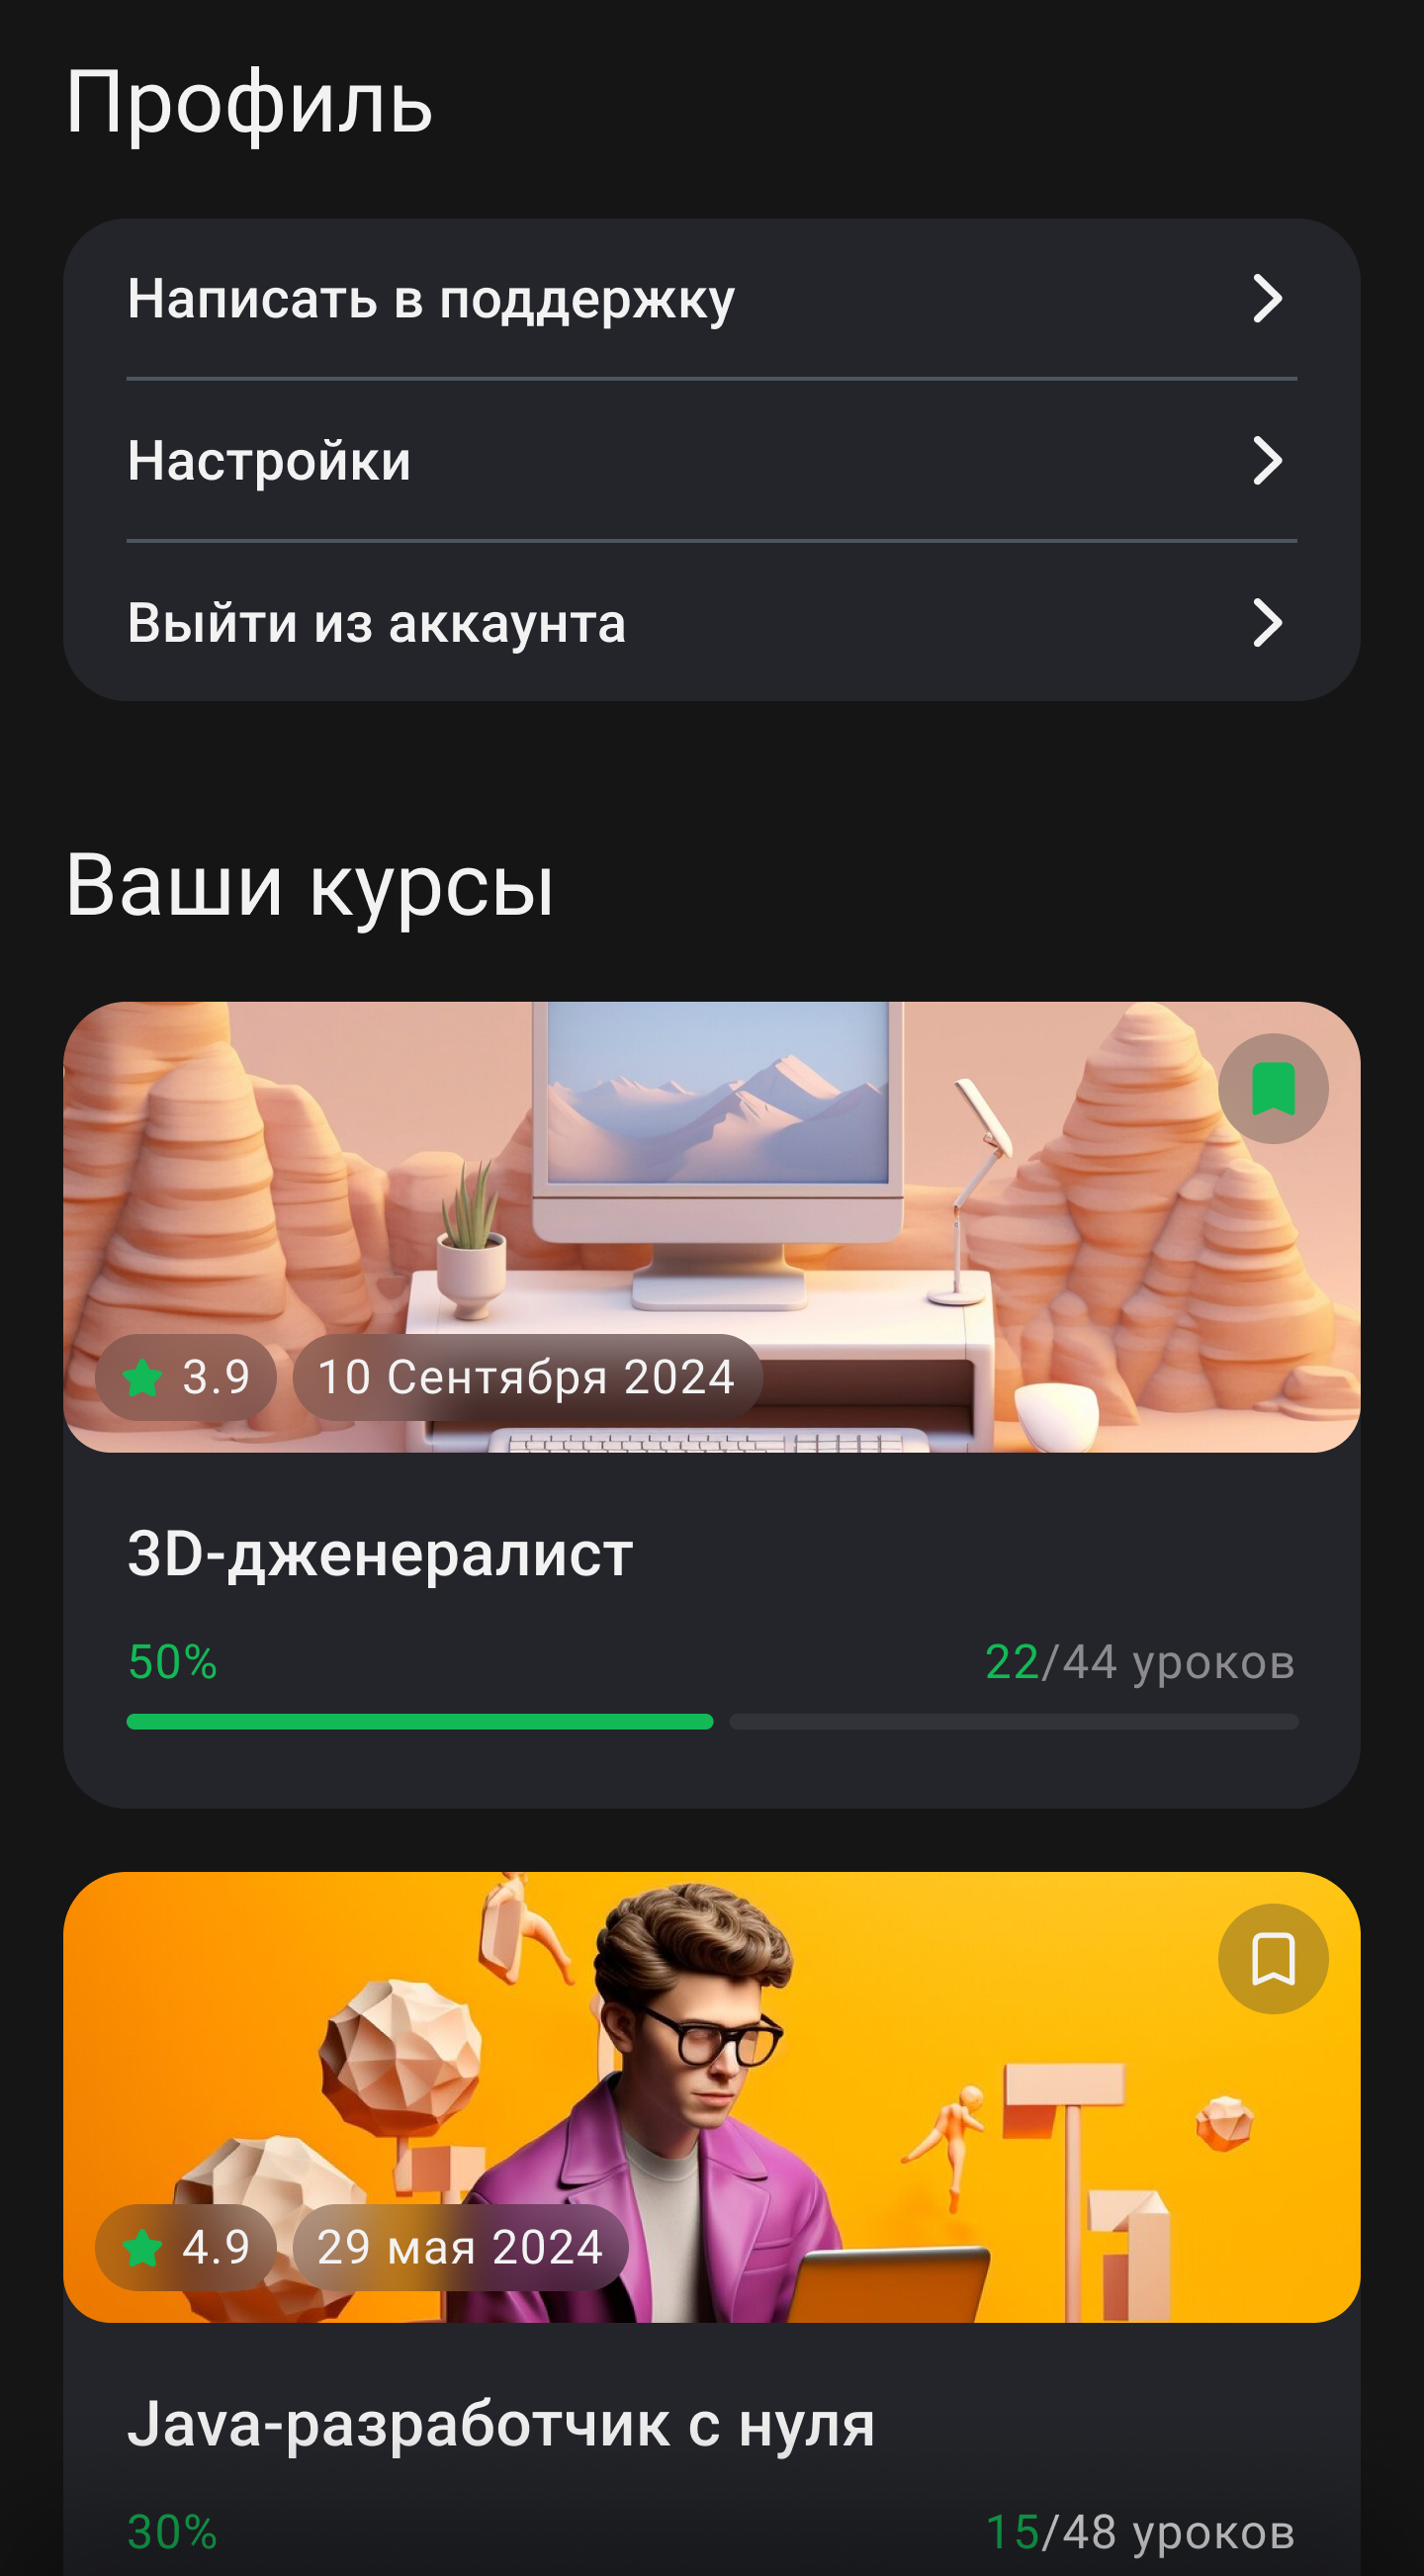 Профиль
Написать в поддержку
Настройки
Выйти из аккаунта
Ваши курсы
3.9 10 Сентября 2024
3D-дженералист
50% 22/44 уроков
4.9 29 мая 2024
Java-разработчик с нуля
30% 15/48 уроков